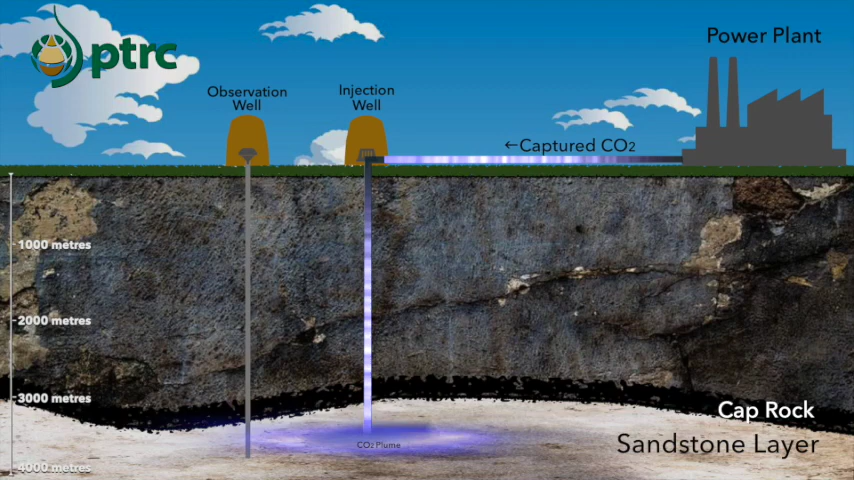 ptrc
Power Plant
Observation
Well
Injection
Well
←Captured CO2
1000 metres
2000 metres
3000 metres
Cap Rock
Sandstone Layer
CO2 Plume
4000 metres